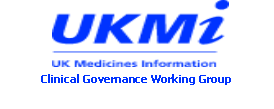 UKMi
UK Medicines Information
Clinical Governance Working Group